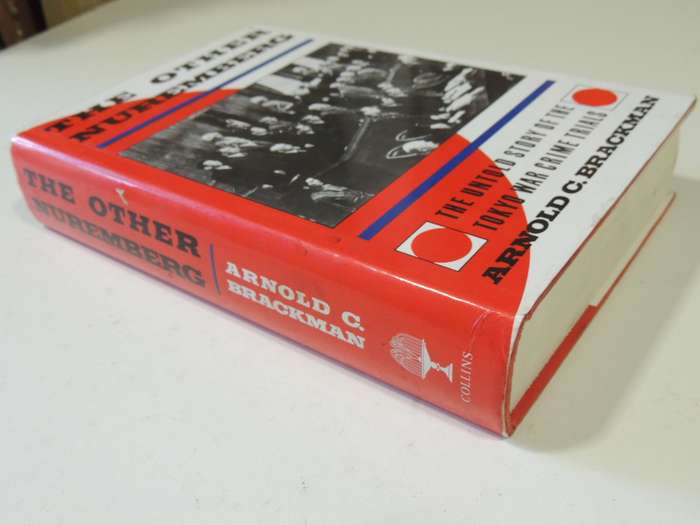 THE OTHER
NUREMBERG
THE UNTOLD STORY OF THE
TOKYO WAR CRIME TRIALS
ARNOLD C. BRACKMAN
THE OTHER
NUREMBERG
ARNOLD C.
BRACKMAN
COLLINS